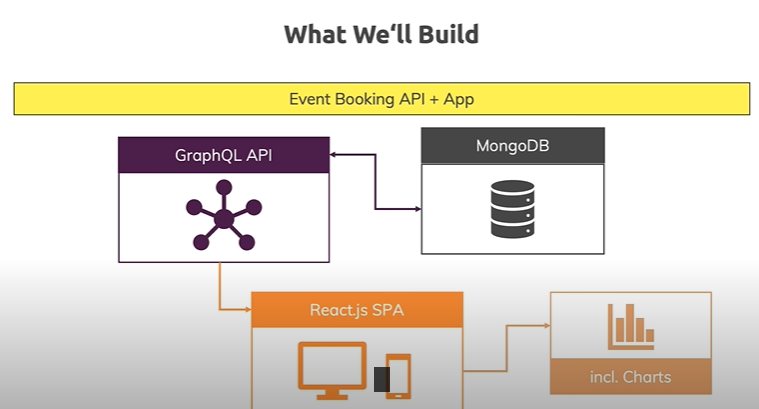 What We‘ll Build
Event Booking API + App
GraphQL API
MongoDB
React.js SPA
incl. Charts